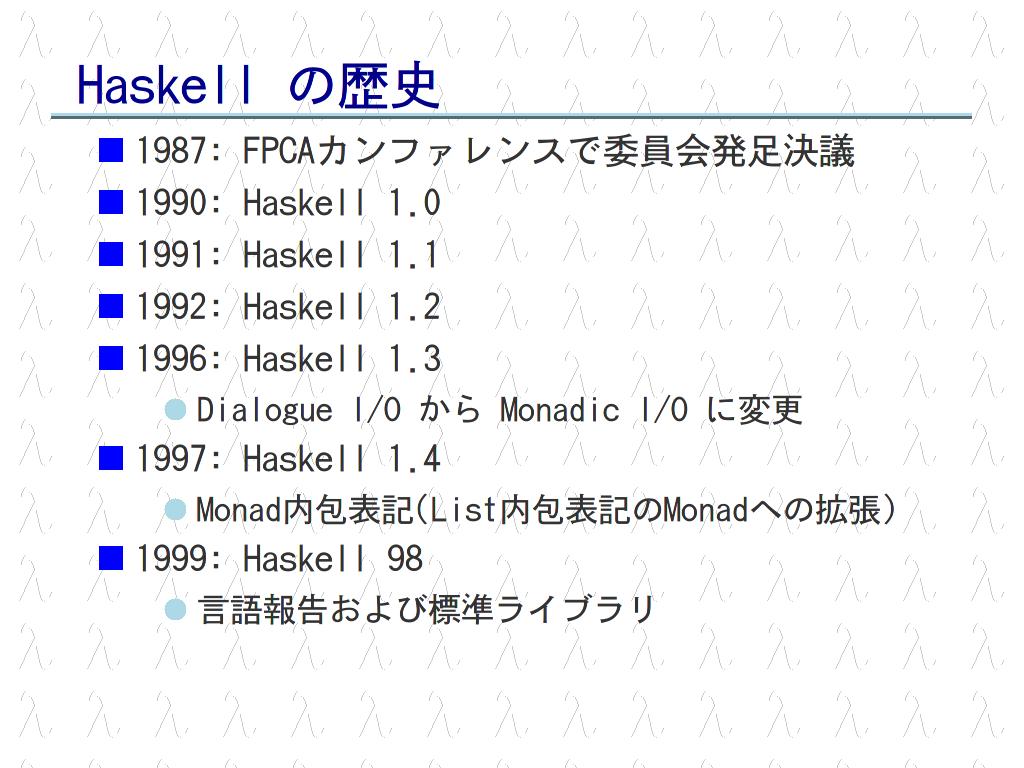 Haskell の歴史
1987: FPCAカンファレンスで委員会発足決議
1990: Haskell 1.0
1991: Haskell 1.1
1992: Haskell 1.2
1996: Haskell 1.3
Dialogue I/O から Monadic I/O に変更
1997: Haskell 1.4
Monad内包表記(List内包表記のMonadへの拡張)
1999: Haskell 98
言語報告および標準ライブラリ